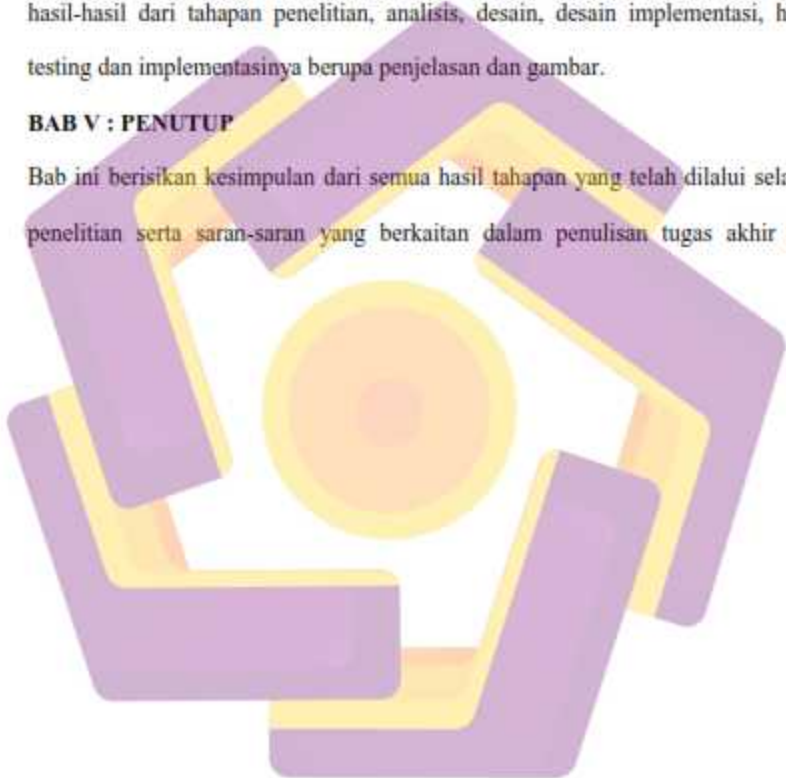 hasil-hasil dari tahapan penelitian, analisis, desain, desain implementasi, h
testing dan implementasinya berupa penjelasan dan gambar.
BAB V : PENUTUP
Bab ini berisikan kesimpulan dari semua hasil tahapan yang telah dilalui sela
penelitian serta saran-saran yang berkaitan dalam penulisan tugas akhir